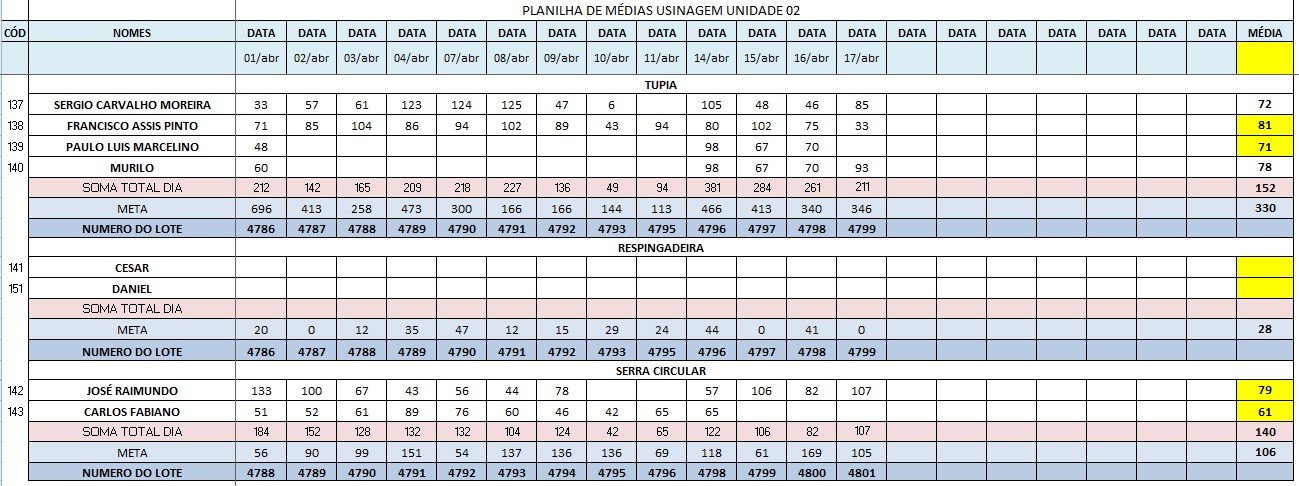 PLANILHA DE MÉDIAS USINAGEM UNIDADE 02
CÓD NOMES DATA DATA DATA DATA DATA DATA DATA DATA DATA DATA DATA DATA DATA DATA DATA DATA DATA DATA DATA DATA MÉDIA
01/abr 02/abr 03/abr 04/abr 07/abr 08/abr 09/abr 10/abr 11/abr 14/abr 15/abr 16/abr 17/abr
TUPIA
137 SERGIO CARVALHO MOREIRA 33 57 61 123 124 125 47 6 105 48 46 85 72
138 FRANCISCO ASSIS PINTO 71 85 104 86 94 102 89 43 94 80 102 75 33 81
139 PAULO LUIS MARCELINO 48 98 67 70 71
140 MURILO 60 98 67 70 93 78
SOMA TOTAL DIA 212 142 165 209 218 227 136 49 94 381 284 261 211 152
META 696 413 258 473 300 166 166 144 113 466 413 340 346 330
NUMERO DO LOTE 4786 4787 4788 4789 4790 4791 4792 4793 4795 4796 4797 4798 4799
RESPINGADEIRA
141 CESAR
151 DANIEL
SOMA TOTAL DIA
META 20 0 12 35 47 12 15 29 24 44 0 41 0 28
NUMERO DO LOTE 4786 4787 4788 4789 4790 4791 4792 4793 4795 4796 4797 4798 4799
SERRA CIRCULAR
142 JOSÉ RAIMUNDO 133 100 67 43 56 44 78 57 106 82 107 79
143 CARLOS FABIANO 51 52 61 89 76 60 46 42 65 65 61
SOMA TOTAL DIA 184 152 128 132 132 104 124 42 65 122 106 82 107 140
META 56 90 99 151 54 137 136 136 69 118 61 169 105 106
NUMERO DO LOTE 4788 4789 4790 4791 4792 4793 4794 4795 4796 4798 4799 4800 4801